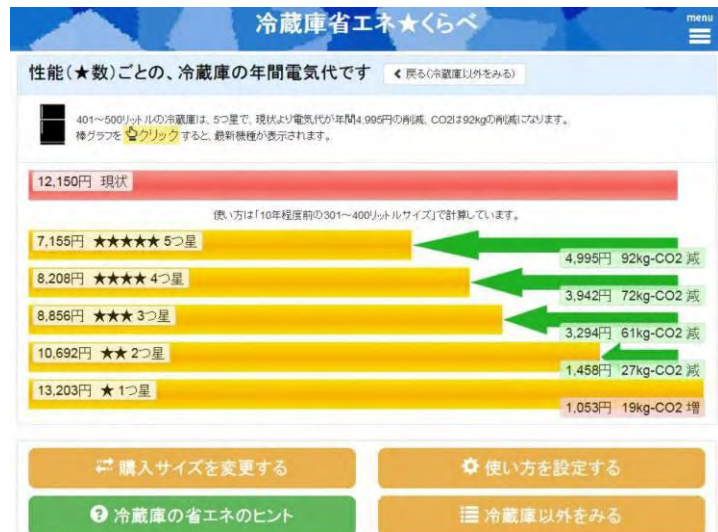 冷蔵庫省エネ★くらべ
menu
性能(★数)ごとの、冷蔵庫の年間電気代です
戻る(冷蔵庫以外をみる)
401～500リットルの冷蔵庫は、5つ星で、現状より電気代が年間4,995円の削減、CO2は92kgの削減になります。
棒グラフをクリックすると、最新機種が表示されます。
12,150円 現状
使い方は「10年程度前の301～400リットルサイズ」で計算しています。
7,155円 ★★★★★ 5つ星
4,995円 92kg-CO2 減
8,208円 ★★★★ 4つ星
3,942円 72kg-CO2 減
8,856円 ★★★ 3つ星
3,294円 61kg-CO2 減
10,692円 ★★ 2つ星
1,458円 27kg-CO2 減
13,203円 ★ 1つ星
1,053円 19kg-CO2 増
購入サイズを変更する
使い方を設定する
冷蔵庫の省エネのヒント
冷蔵庫以外をみる